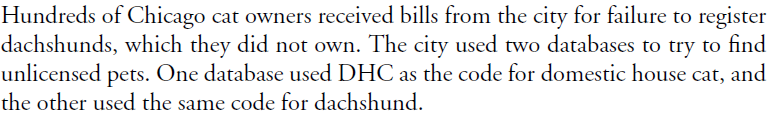 Hundreds of Chicago cat owners received bills from the city for failure to register
dachshunds, which they did not own. The city used two databases to try to find
unlicensed pets. One database used DHC as the code for domestic house cat, and
the other used the same code for dachshund.